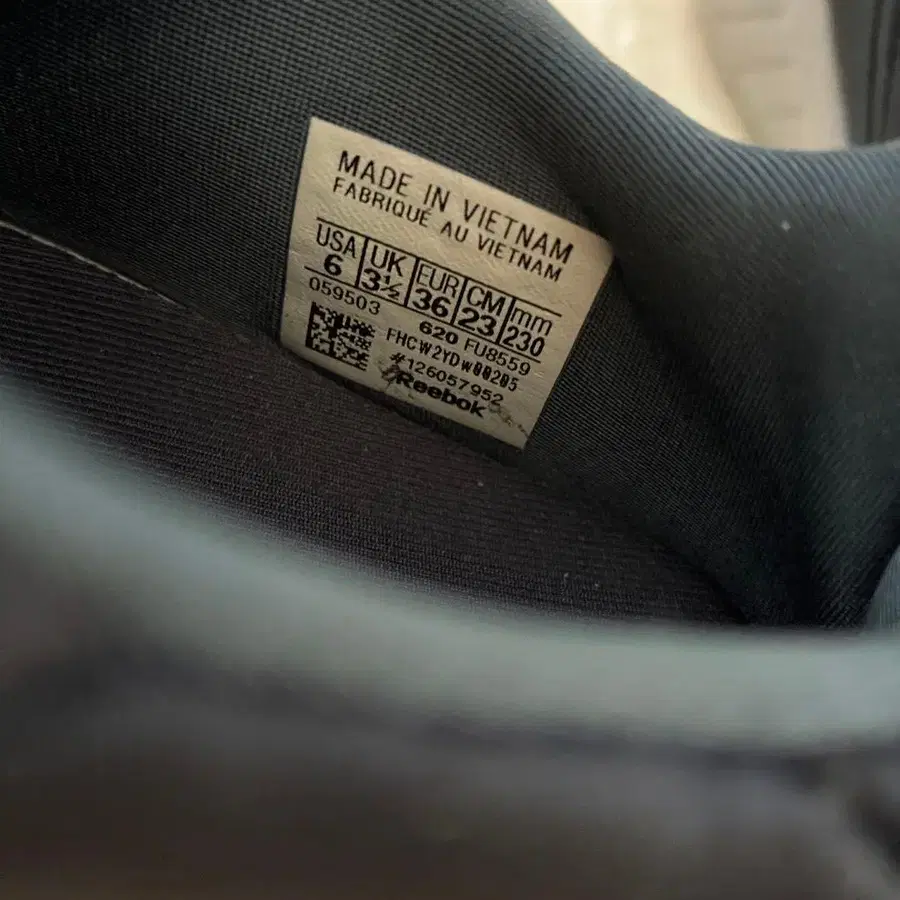 MADE IN VIETNAM
FABRIQUÉ AU VIETNAM
USA UK EUR CM mm
6 3½ 36 23 230
059503 620 FU8559
#126057952
Reebok